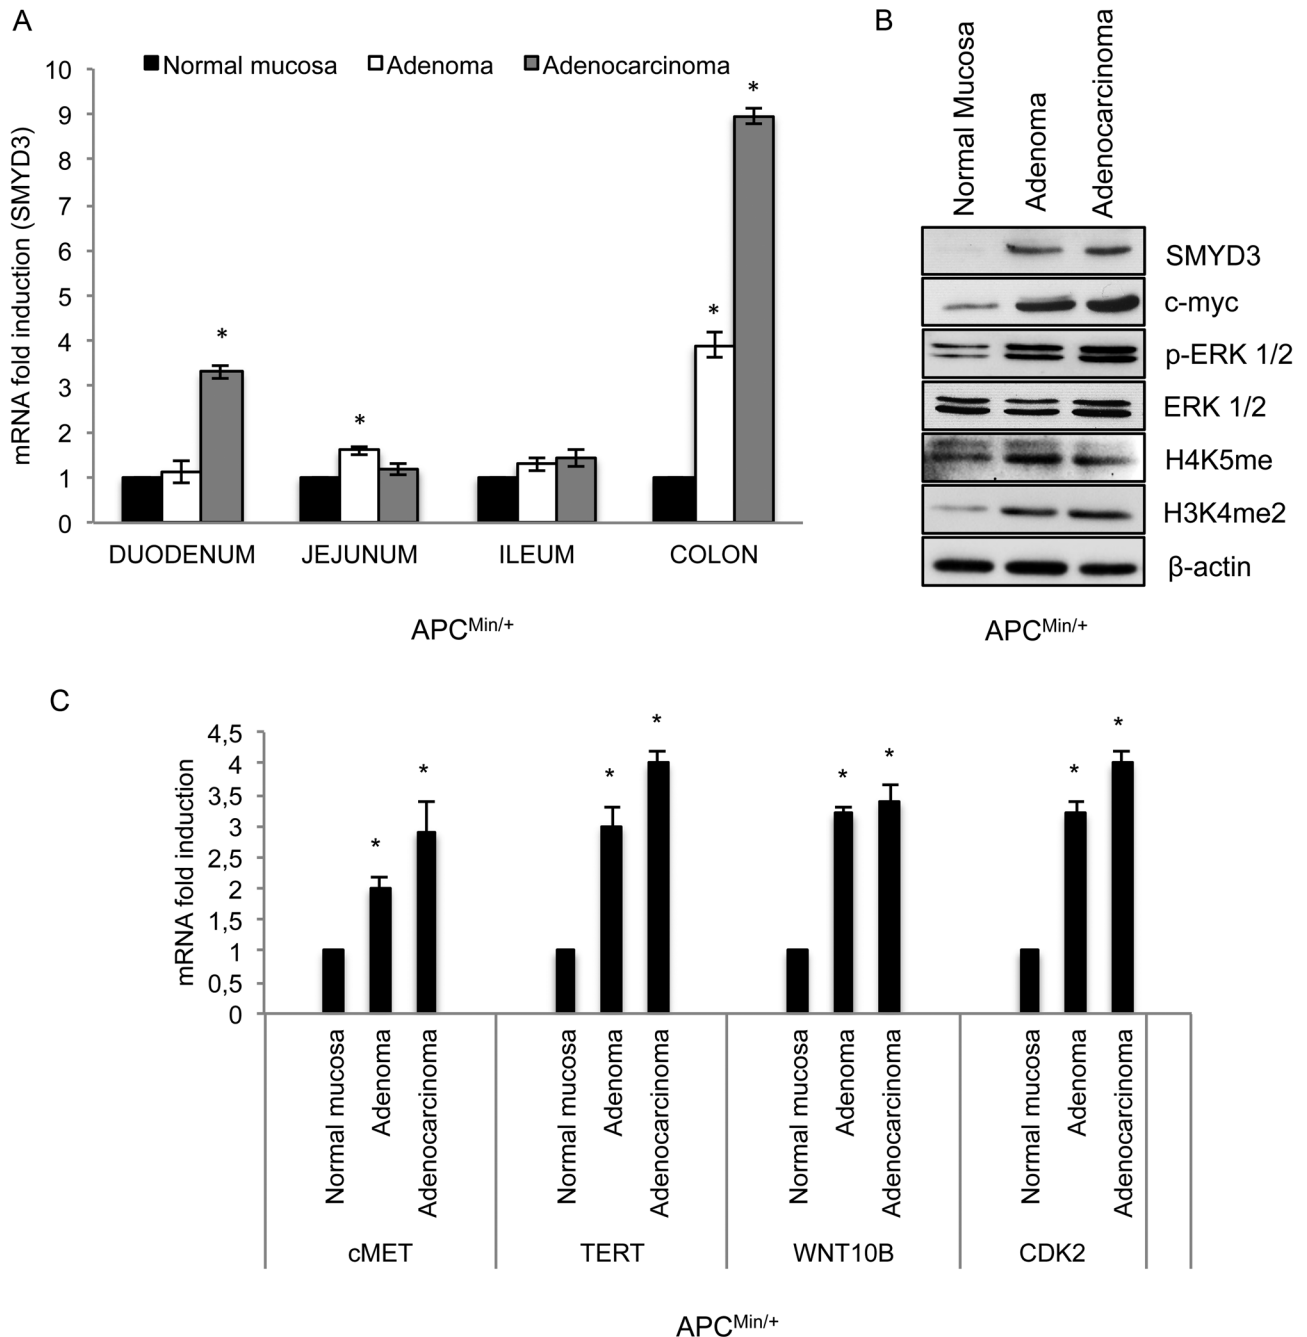 A
Normal mucosa Adenoma Adenocarcinoma
mRNA fold induction (SMYD3)
10
9
8
7
6
5
4
3
2
1
0
*
*
*
*
DUODENUM JEJUNUM ILEUM COLON
APCMin/+
B
Normal Mucosa
Adenoma
Adenocarcinoma
SMYD3
c-myc
p-ERK 1/2
ERK 1/2
H4K5me
H3K4me2
β-actin
APCMin/+
C
mRNA fold induction
4,5
4
3,5
3
2,5
2
1,5
1
0,5
0
*
*
*
*
*
*
*
*
Normal mucosa
Adenoma
Adenocarcinoma
Normal mucosa
Adenoma
Adenocarcinoma
Normal mucosa
Adenoma
Adenocarcinoma
Normal mucosa
Adenoma
Adenocarcinoma
cMET TERT WNT10B CDK2
APCMin/+